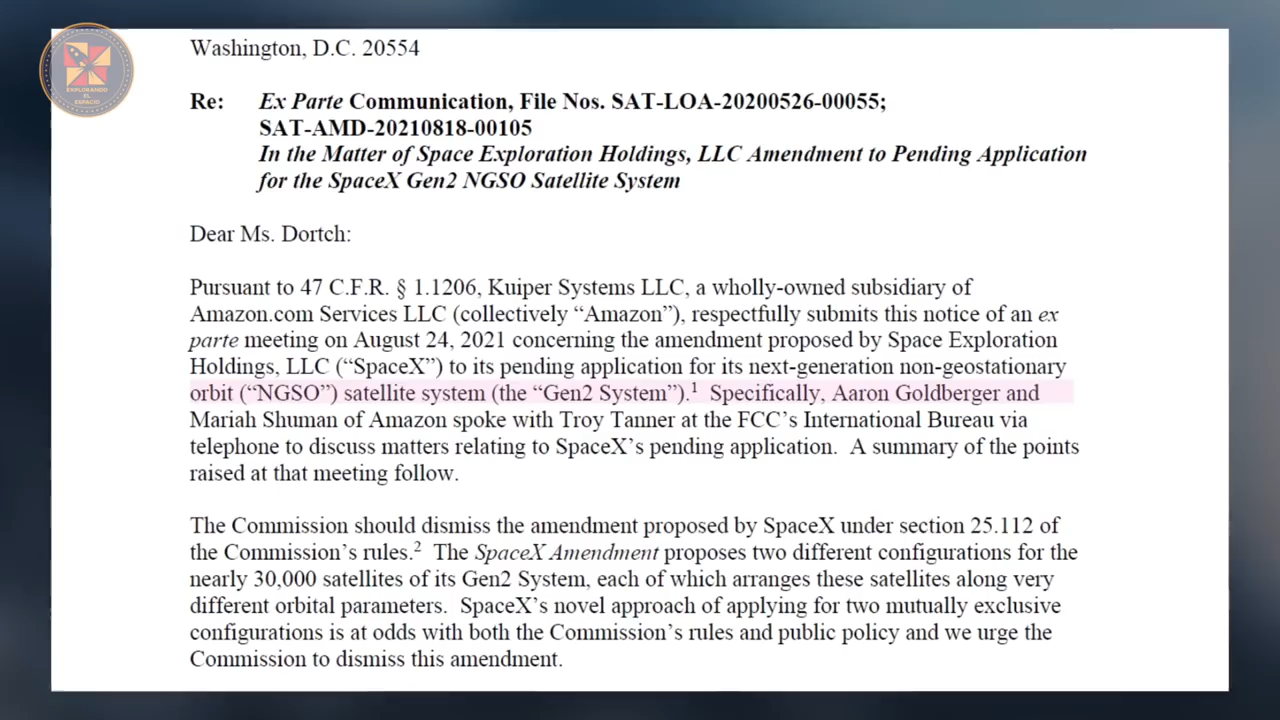 EXPLORANDO
EL
ESPACIO
Washington, D.C. 20554
Re: Ex Parte Communication, File Nos. SAT-LOA-20200526-00055;
SAT-AMD-20210818-00105
In the Matter of Space Exploration Holdings, LLC Amendment to Pending Application
for the SpaceX Gen2 NGSO Satellite System
Dear Ms. Dortch:
Pursuant to 47 C.F.R. § 1.1206, Kuiper Systems LLC, a wholly-owned subsidiary of
Amazon.com Services LLC (collectively “Amazon”), respectfully submits this notice of an ex
parte meeting on August 24, 2021 concerning the amendment proposed by Space Exploration
Holdings, LLC (“SpaceX”) to its pending application for its next-generation non-geostationary
orbit (“NGSO”) satellite system (the “Gen2 System”).¹ Specifically, Aaron Goldberger and
Mariah Shuman of Amazon spoke with Troy Tanner at the FCC’s International Bureau via
telephone to discuss matters relating to SpaceX’s pending application. A summary of the points
raised at that meeting follow.
The Commission should dismiss the amendment proposed by SpaceX under section 25.112 of
the Commission’s rules.² The SpaceX Amendment proposes two different configurations for the
nearly 30,000 satellites of its Gen2 System, each of which arranges these satellites along very
different orbital parameters. SpaceX’s novel approach of applying for two mutually exclusive
configurations is at odds with both the Commission’s rules and public policy and we urge the
Commission to dismiss this amendment.